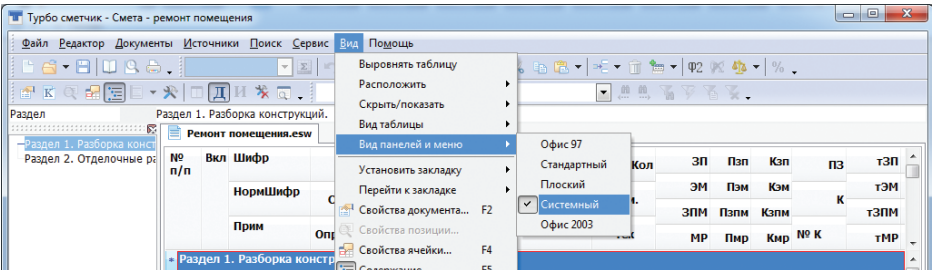 Турбо сметчик - Смета - ремонт помещения
Файл Редактор Документы Источники Поиск Сервис Вид Помощь
Φ2 %
К Д И
Раздел
Раздел 1. Разборка конструкций.
Ремонт помещения.esw
Раздел 1. Разборка конст
Раздел 2. Отделочные ра
Выровнять таблицу
Расположить
Скрыть/показать
Вид таблицы
Вид панелей и меню
Установить закладку
Перейти к закладке
Свойства документа... F2
Свойства позиции...
Свойства ячейки... F4
Содержание F5
Офис 97
Стандартный
Плоский
Системный
Офис 2003
№ п/п Вкл Шифр Кол ЗП Пзп Кзп ПЗ тЗП
НормШифр ЭМ Пэм Кэм К тЭМ
ЗПМ Пзпм Кзпм тЗПМ
Прим Опр МР Пмр Кмр № К тМР
* Раздел 1. Разборка констр